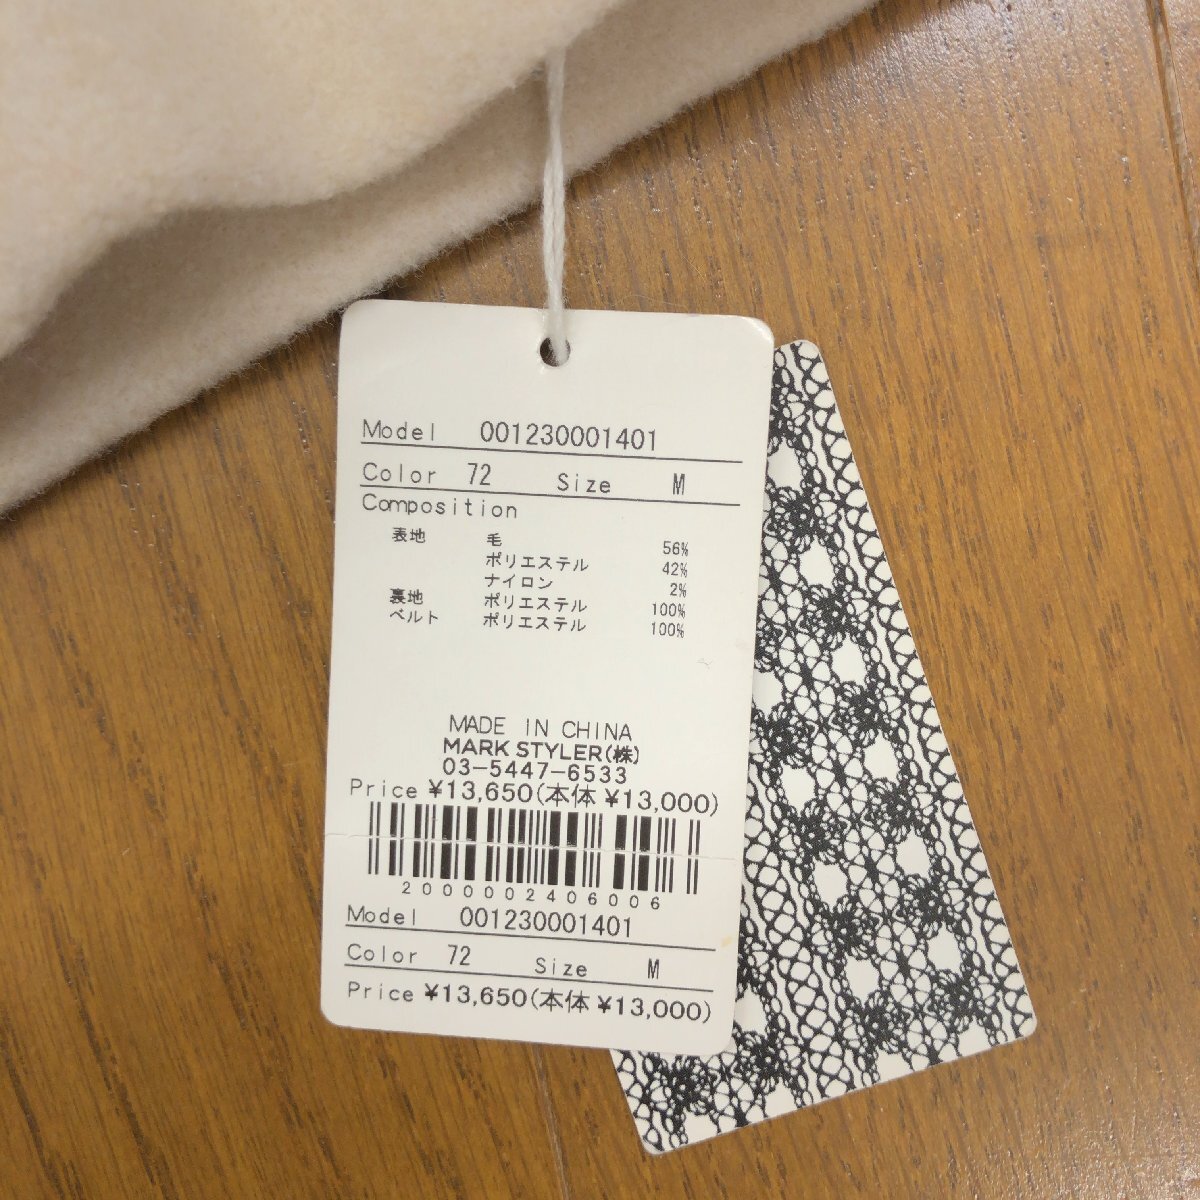 Model 001230001401
Color 72 Size M
Composition
表地 毛 56%
ポリエステル 42%
ナイロン 2%
裏地 ポリエステル 100%
ベルト ポリエステル 100%
MADE IN CHINA
MARK STYLER(株)
03-5447-6533
Price ¥13,650(本体 ¥13,000)
2000002406006
Model 001230001401
Color 72 Size M
Price ¥13,650(本体 ¥13,000)